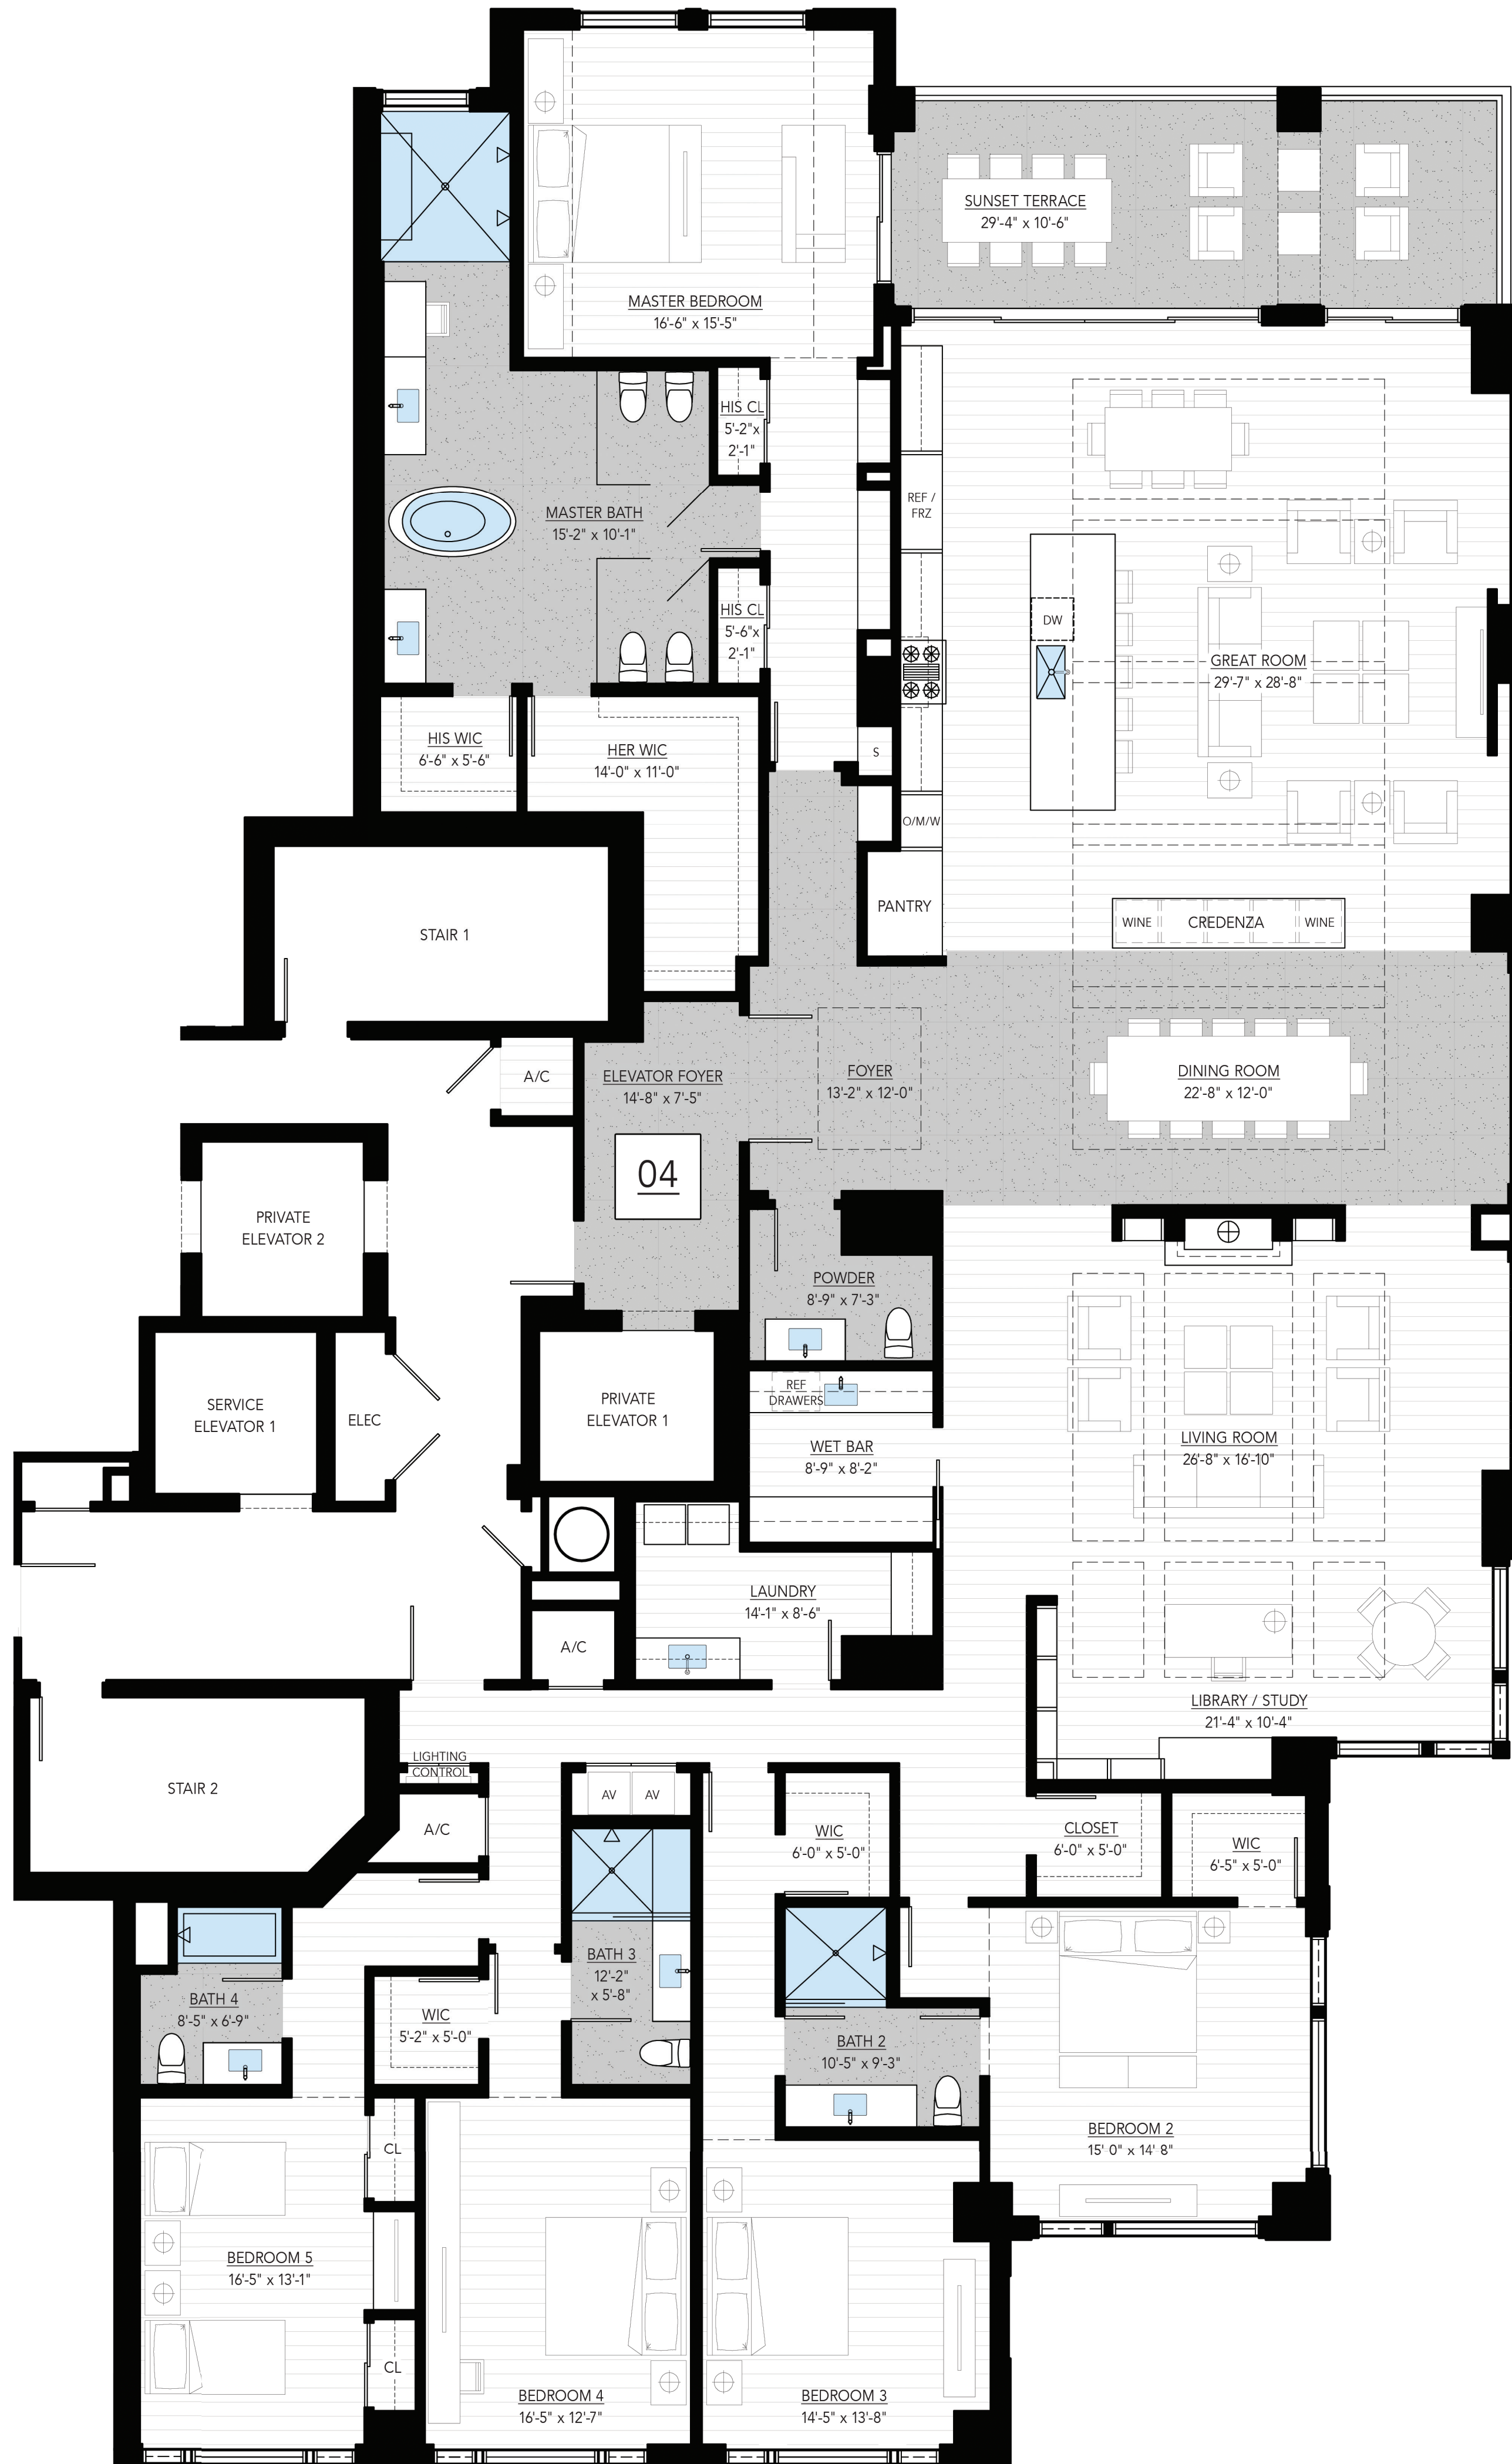 SUNSET TERRACE
29'-4" x 10'-6"
MASTER BEDROOM
16'-6" x 15'-5"
HIS CL
5'-2"x
2'-1"
REF /
FRZ
MASTER BATH
15'-2" x 10'-1"
HIS CL
5'-6"x
2'-1"
DW
GREAT ROOM
29'-7" x 28'-8"
HIS WIC
6'-6" x 5'-6"
HER WIC
14'-0" x 11'-0"
S
O/M/W
PANTRY
WINE
CREDENZA
WINE
STAIR 1
A/C
ELEVATOR FOYER
14'-8" x 7'-5"
FOYER
13'-2" x 12'-0"
DINING ROOM
22'-8" x 12'-0"
04
PRIVATE
ELEVATOR 2
POWDER
8'-9" x 7'-3"
SERVICE
ELEVATOR 1
ELEC
PRIVATE
ELEVATOR 1
REF
DRAWERS
WET BAR
8'-9" x 8'-2"
LIVING ROOM
26'-8" x 16'-10"
LAUNDRY
14'-1" x 8'-6"
A/C
LIBRARY / STUDY
21'-4" x 10'-4"
STAIR 2
LIGHTING
CONTROL
A/C
AV
AV
WIC
6'-0" x 5'-0"
CLOSET
6'-0" x 5'-0"
WIC
6'-5" x 5'-0"
BATH 3
12'-2"
x 5'-8"
BATH 4
8'-5" x 6'-9"
WIC
5'-2" x 5'-0"
BATH 2
10'-5" x 9'-3"
BEDROOM 2
15' 0" x 14' 8"
CL
BEDROOM 5
16'-5" x 13'-1"
CL
BEDROOM 4
16'-5" x 12'-7"
BEDROOM 3
14'-5" x 13'-8"